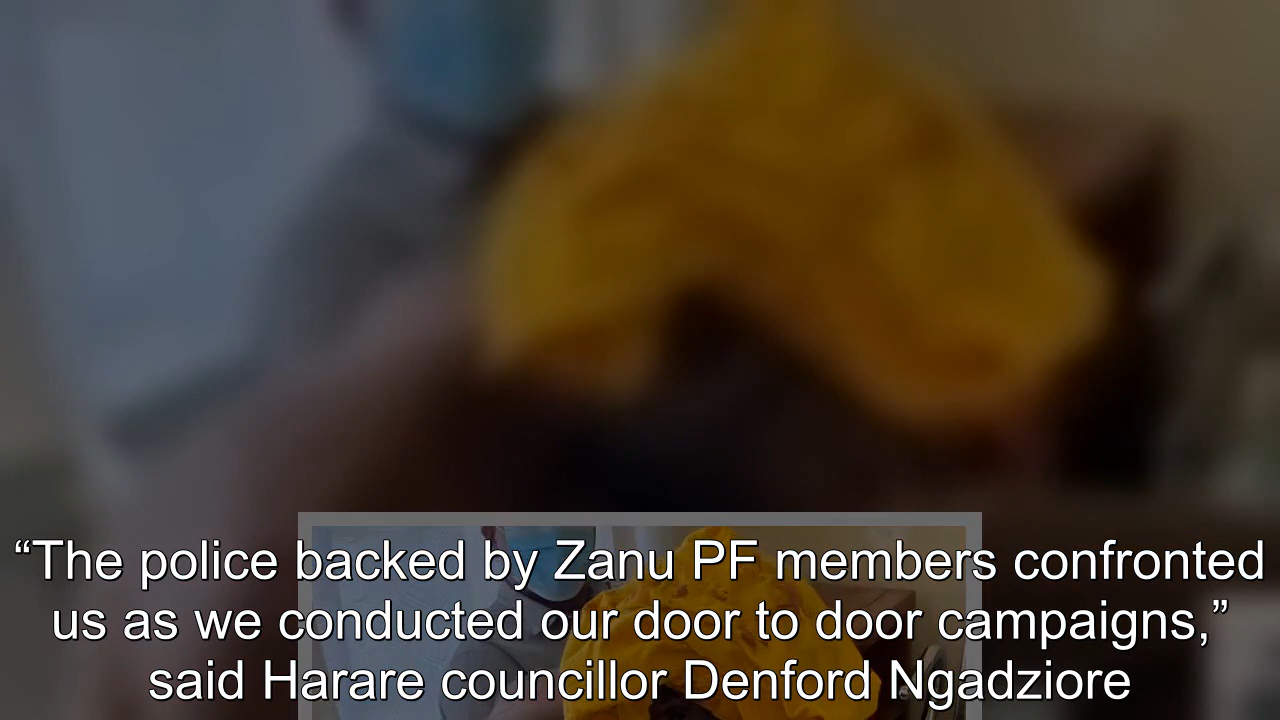 “The police backed by Zanu PF members confronted
us as we conducted our door to door campaigns,”
said Harare councillor Denford Ngadziore